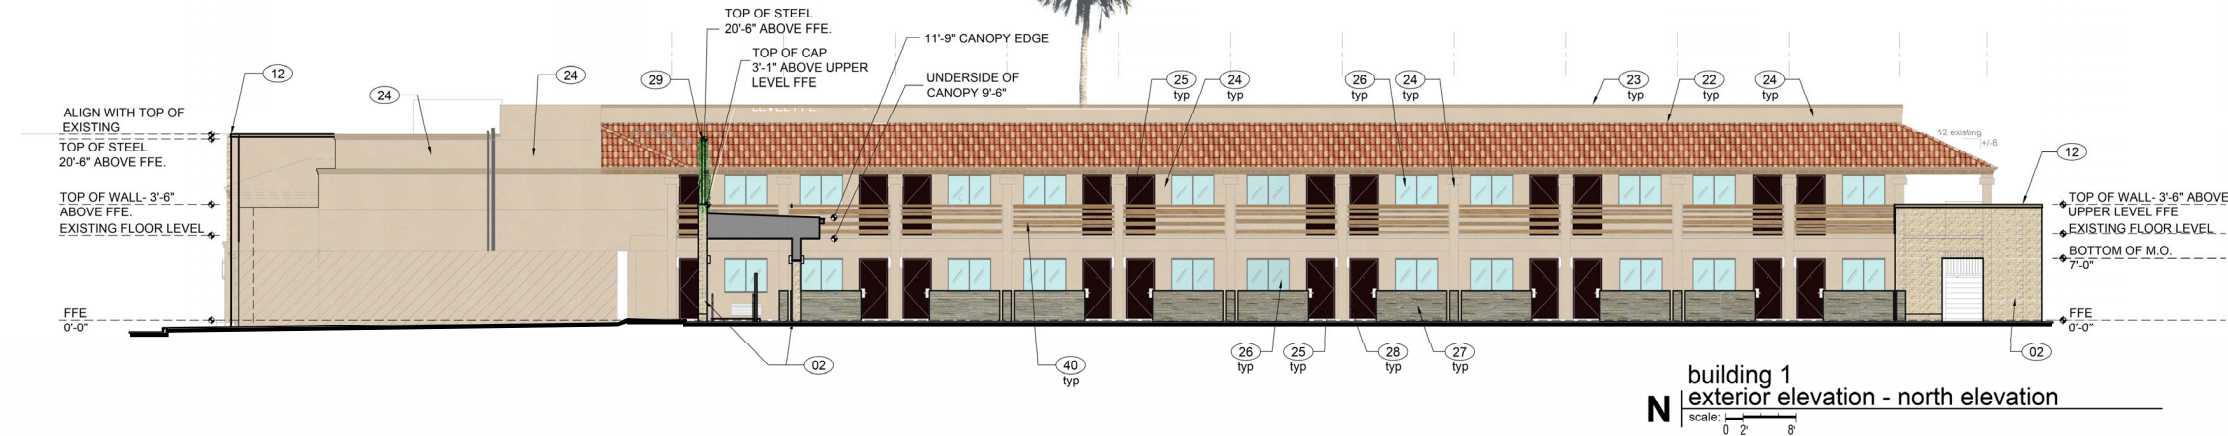 TOP OF STEEL
20'-6" ABOVE FFE.
TOP OF CAP
3'-1" ABOVE UPPER
LEVEL FFE
11'-9" CANOPY EDGE
UNDERSIDE OF
CANOPY 9'-6"
12
24
24
29
25
typ
24
typ
26
typ
24
typ
23
typ
22
typ
24
typ
ALIGN WITH TOP OF
EXISTING
TOP OF STEEL
20'-6" ABOVE FFE.
TOP OF WALL- 3'-6"
ABOVE FFE.
EXISTING FLOOR LEVEL
FFE
0'-0"
LEVEL FFE
12 existing
+/-6
12
TOP OF WALL- 3'-6" ABOVE
UPPER LEVEL FFE
EXISTING FLOOR LEVEL
BOTTOM OF M.O.
7'-0"
FFE
0'-0"
02
40
typ
26
typ
25
typ
28
typ
27
typ
02
building 1
N exterior elevation - north elevation
scale:
0 2' 8'